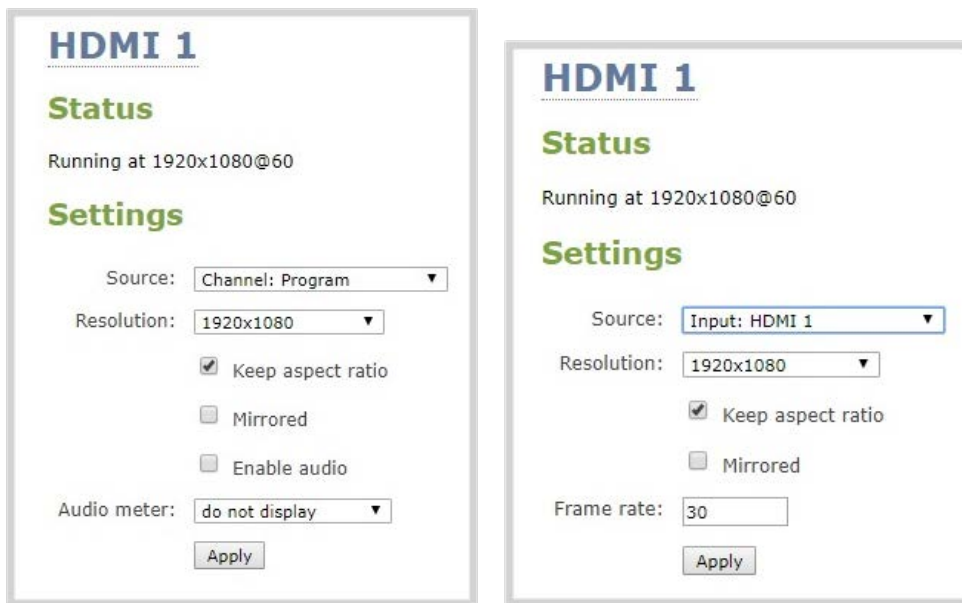 HDMI 1
Status
Running at 1920x1080@60
Settings
Source: Channel: Program
Resolution: 1920x1080
Keep aspect ratio
Mirrored
Enable audio
Audio meter: do not display
Apply
HDMI 1
Status
Running at 1920x1080@60
Settings
Source: Input: HDMI 1
Resolution: 1920x1080
Keep aspect ratio
Mirrored
Frame rate: 30
Apply